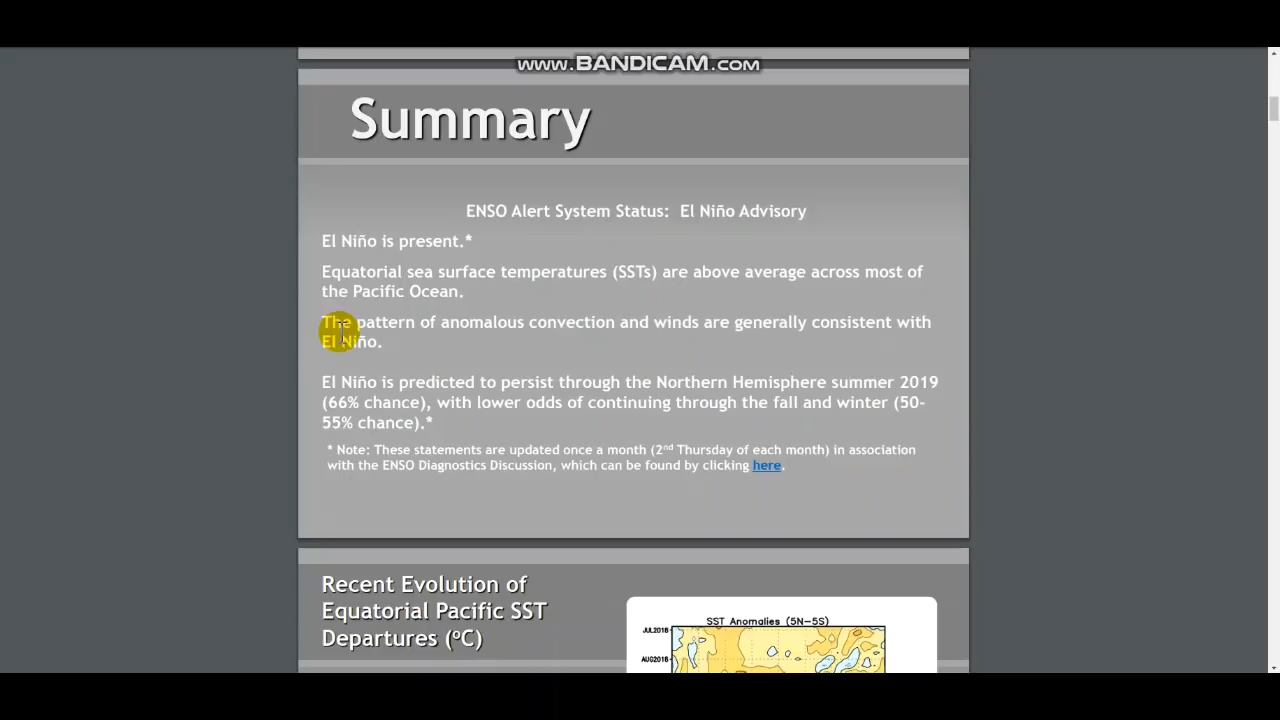 www.BANDICAM.com
Summary
ENSO Alert System Status: El Niño Advisory
El Niño is present.*
Equatorial sea surface temperatures (SSTs) are above average across most of
the Pacific Ocean.
The pattern of anomalous convection and winds are generally consistent with
El Niño.
El Niño is predicted to persist through the Northern Hemisphere summer 2019
(66% chance), with lower odds of continuing through the fall and winter (50-
55% chance).*
* Note: These statements are updated once a month (2nd Thursday of each month) in association
with the ENSO Diagnostics Discussion, which can be found by clicking here.
Recent Evolution of
Equatorial Pacific SST
Departures (ºC)
SST Anomalies (5N-5S)
JUL2018
AUG2018